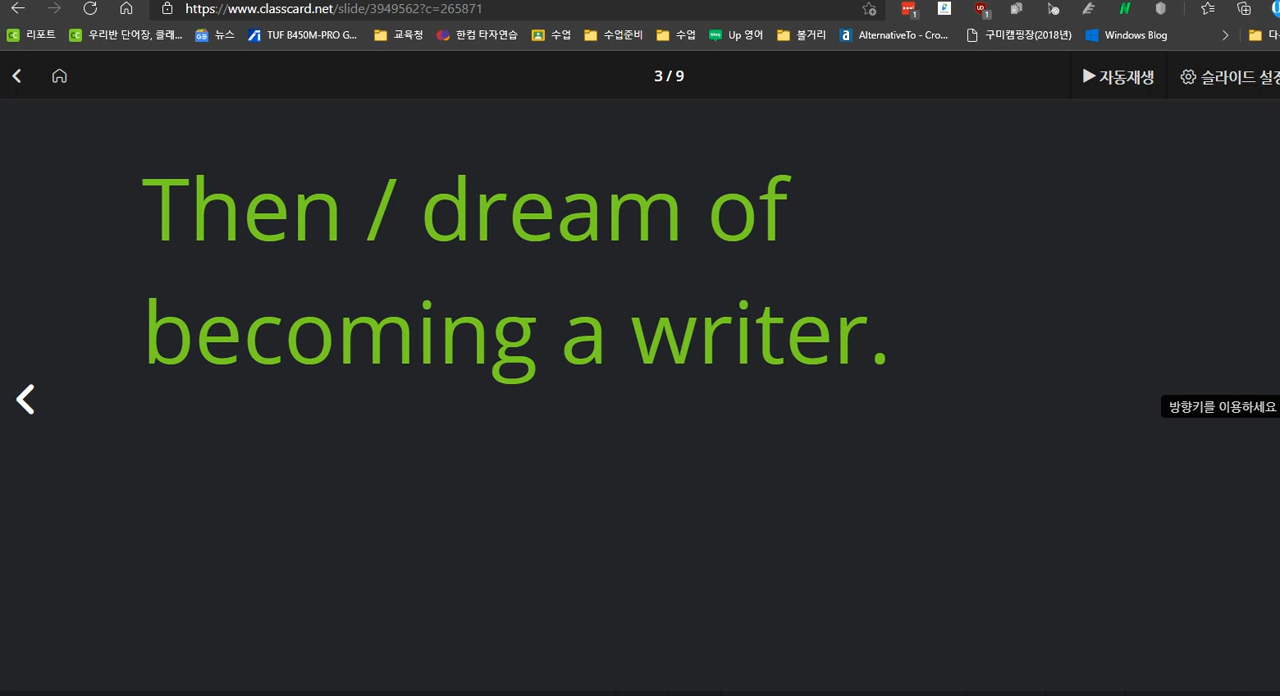 https://www.classcard.net/slide/3949562?c=265871
1
1
리포트 우리반 단어장, 클래... 뉴스 TUF B450M-PRO G... 교육청 한컴 타자연습 수업 수업준비 수업 Up 영어 볼거리 AlternativeTo - Cro... 구미캠핑장(2018년) Windows Blog
3 / 9
자동재생
슬라이드
Then / dream of
becoming a writer.
방향키를 이용하세요